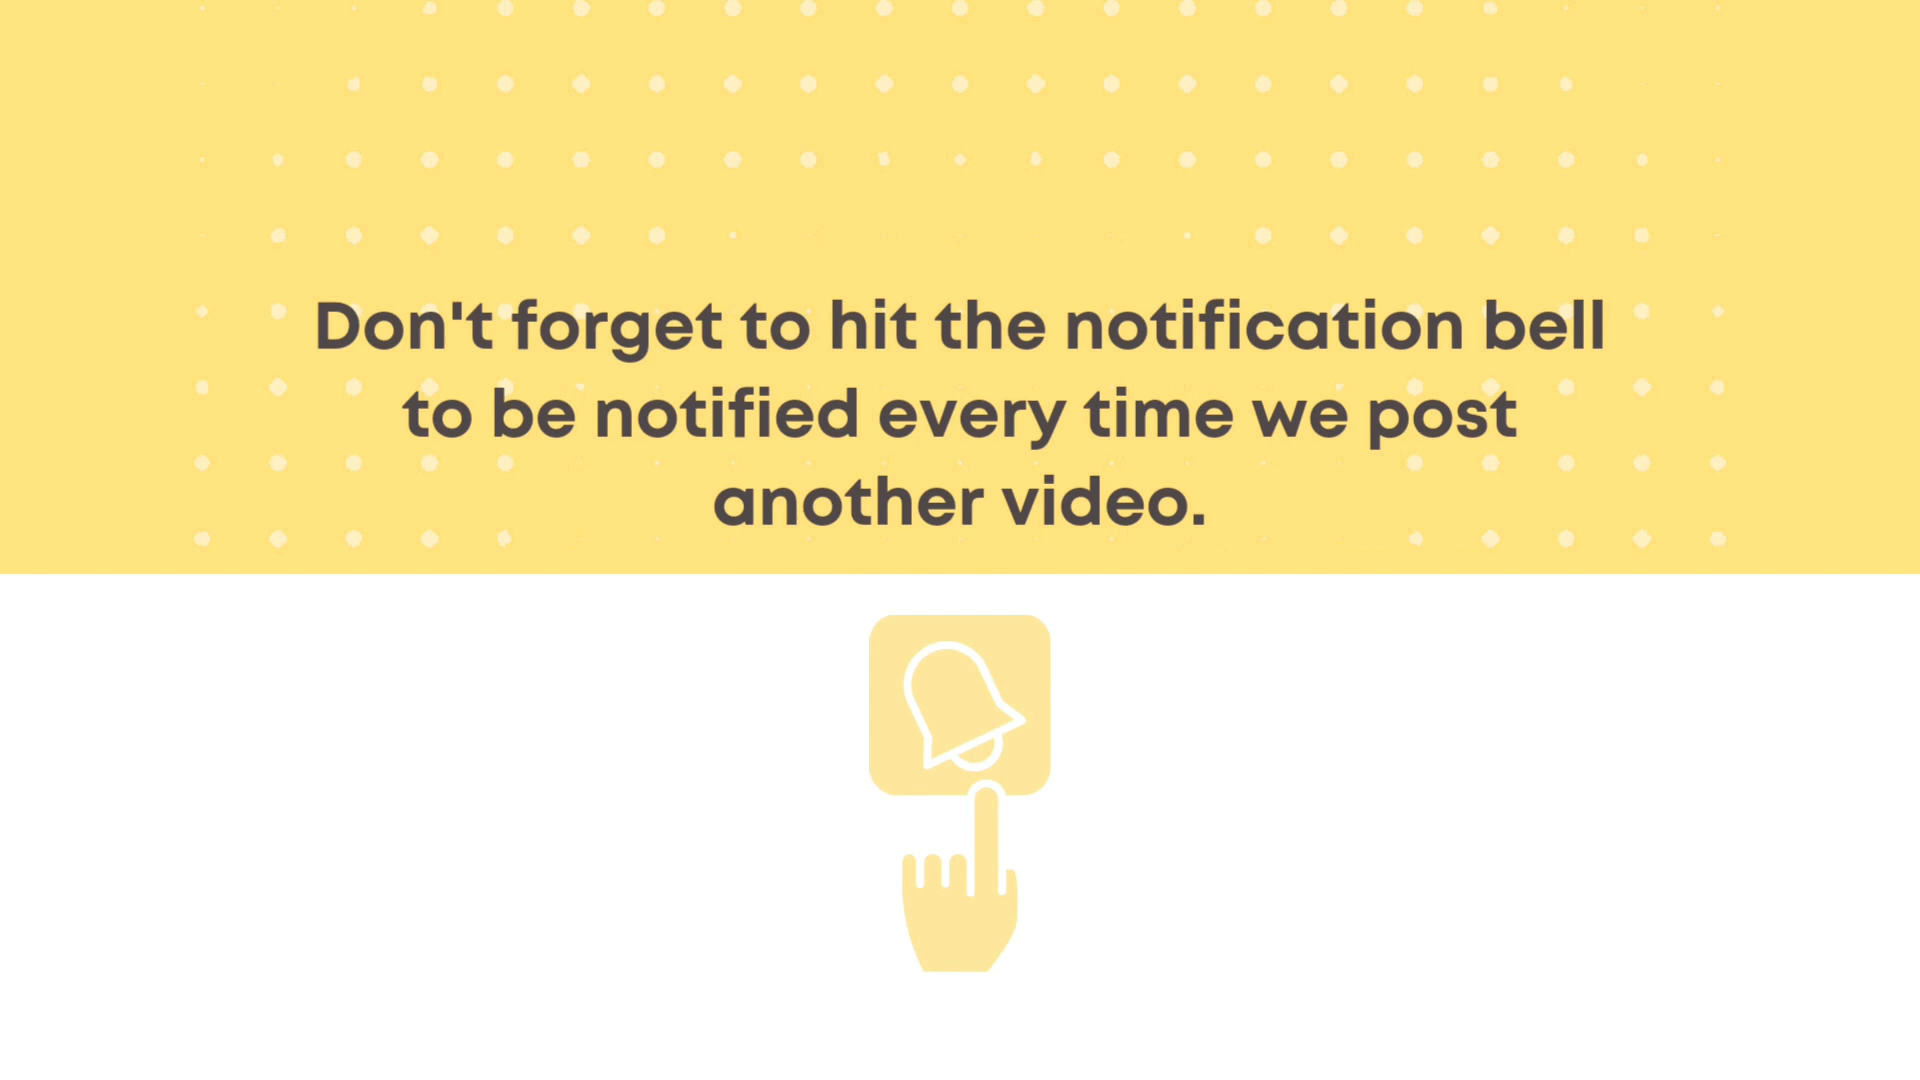 Don't forget to hit the notification bell
to be notified every time we post
another video.